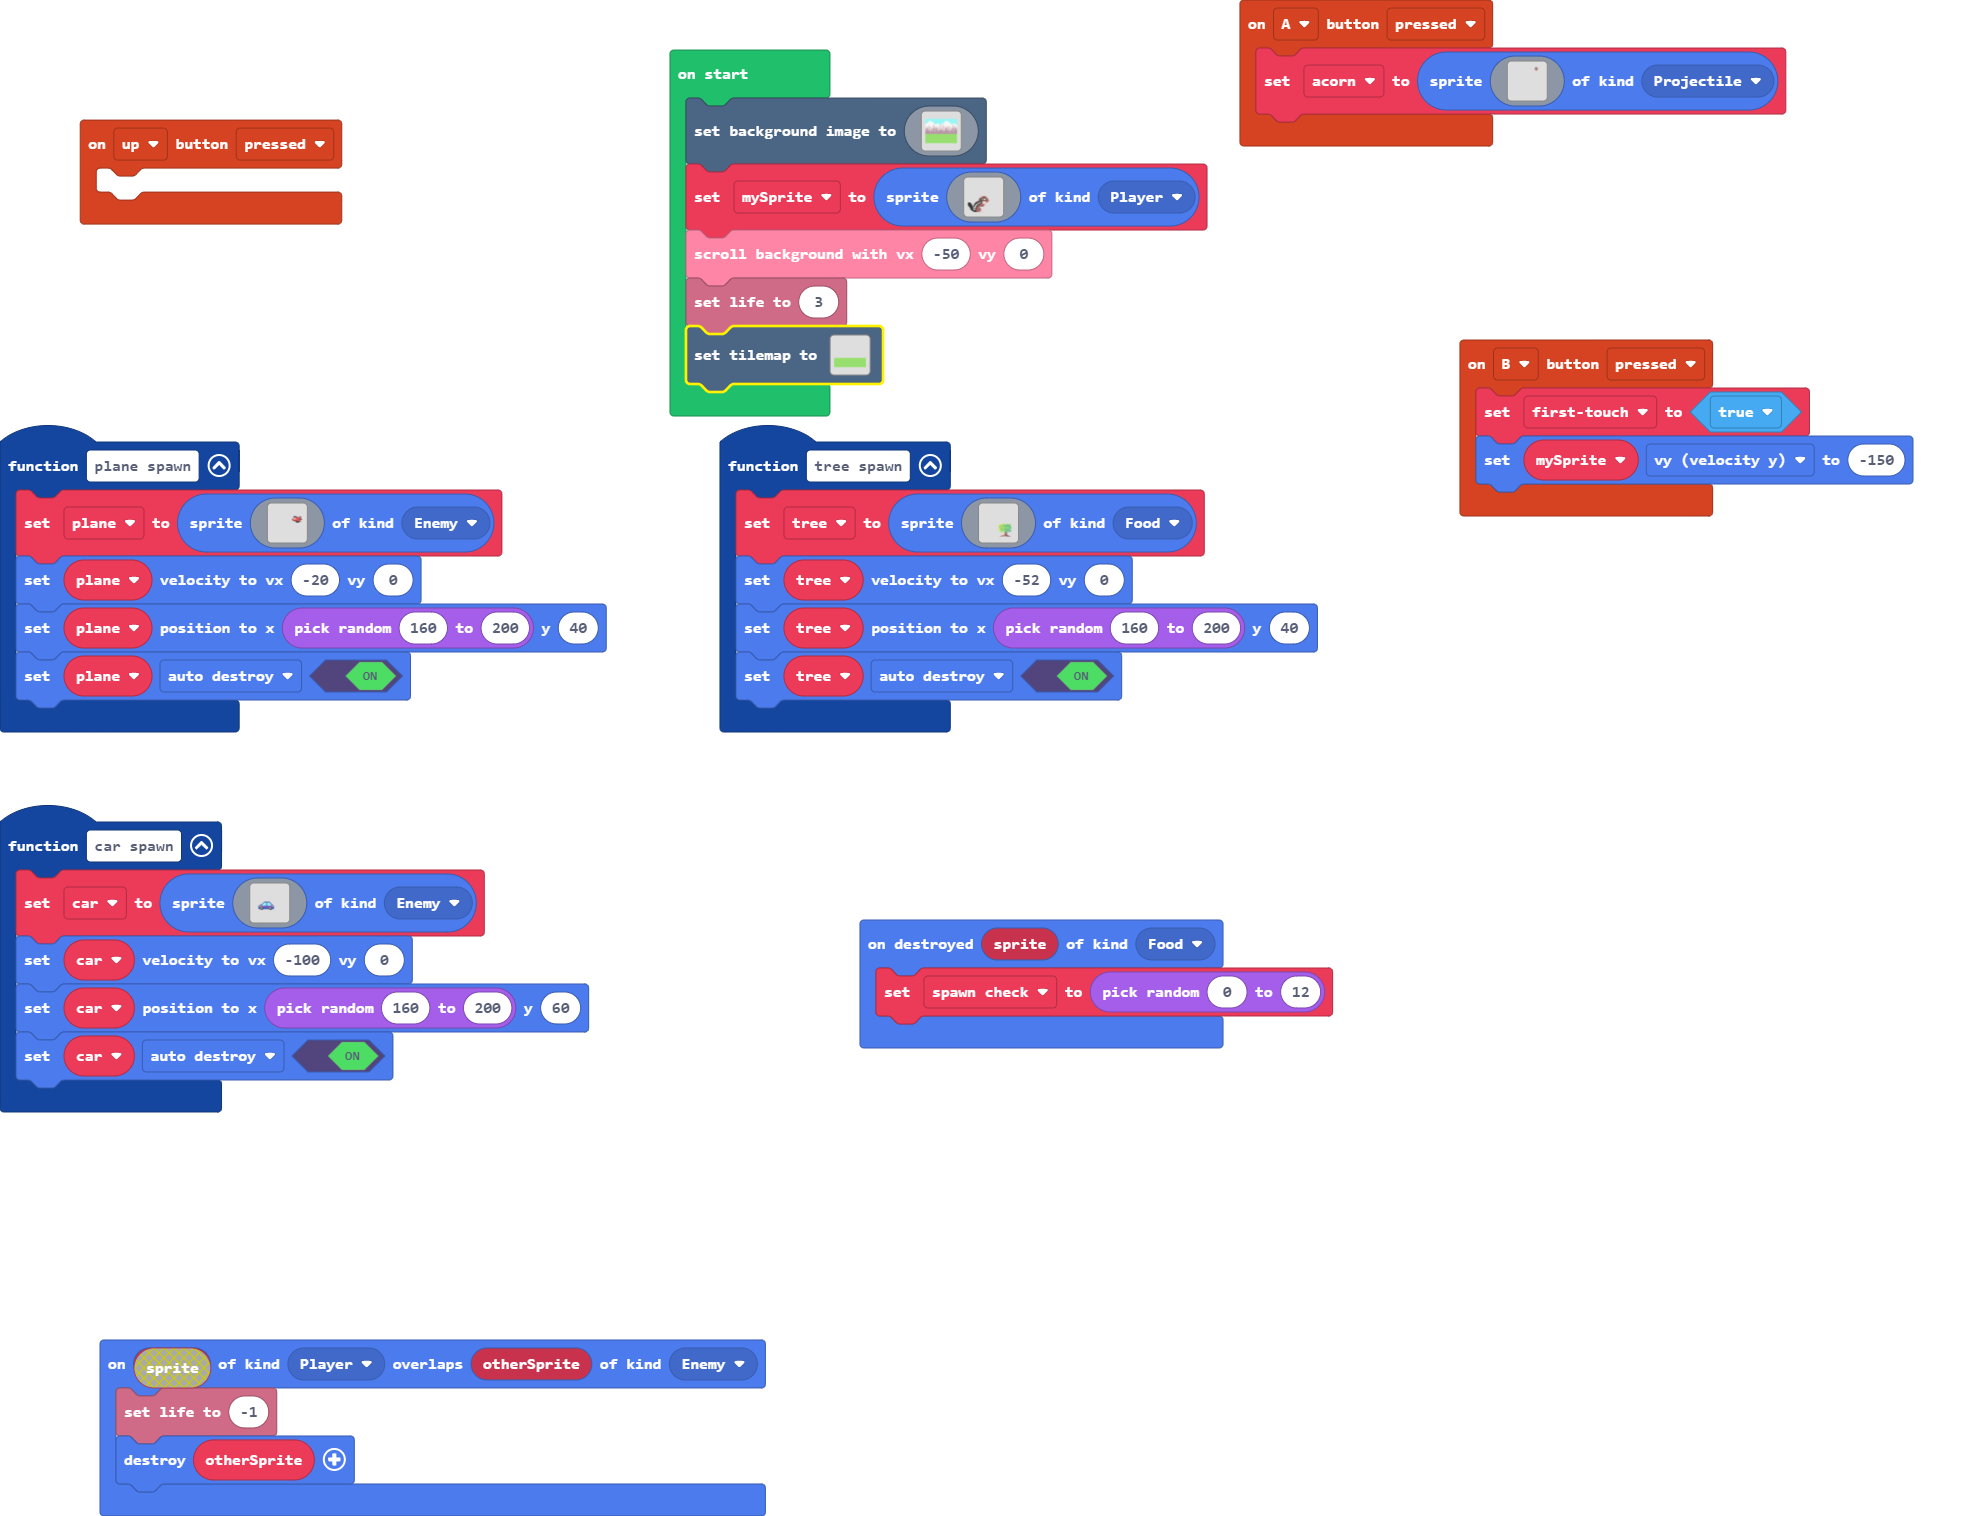 on A button pressed
set acorn to sprite of kind Projectile
on start
set background image to
set mySprite to sprite of kind Player
scroll background with vx -50 vy 0
set life to 3
set tilemap to
on up button pressed
on B button pressed
set first-touch to true
set mySprite vy (velocity y) to -150
function plane spawn
set plane to sprite of kind Enemy
set plane velocity to vx -20 vy 0
set plane position to x pick random 160 to 200 y 40
set plane auto destroy ON
function tree spawn
set tree to sprite of kind Food
set tree velocity to vx -52 vy 0
set tree position to x pick random 160 to 200 y 40
set tree auto destroy ON
function car spawn
set car to sprite of kind Enemy
set car velocity to vx -100 vy 0
set car position to x pick random 160 to 200 y 60
set car auto destroy ON
on destroyed sprite of kind Food
set spawn check to pick random 0 to 12
on sprite of kind Player overlaps otherSprite of kind Enemy
set life to -1
destroy otherSprite